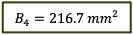 B₄ = 216.7 mm²